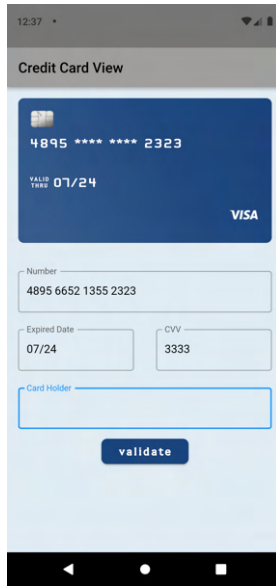 12:37
Credit Card View
4895 **** **** 2323
VALID THRU 07/24
VISA
Number
4895 6652 1355 2323
Expired Date
CVV
07/24
3333
Card Holder
validate